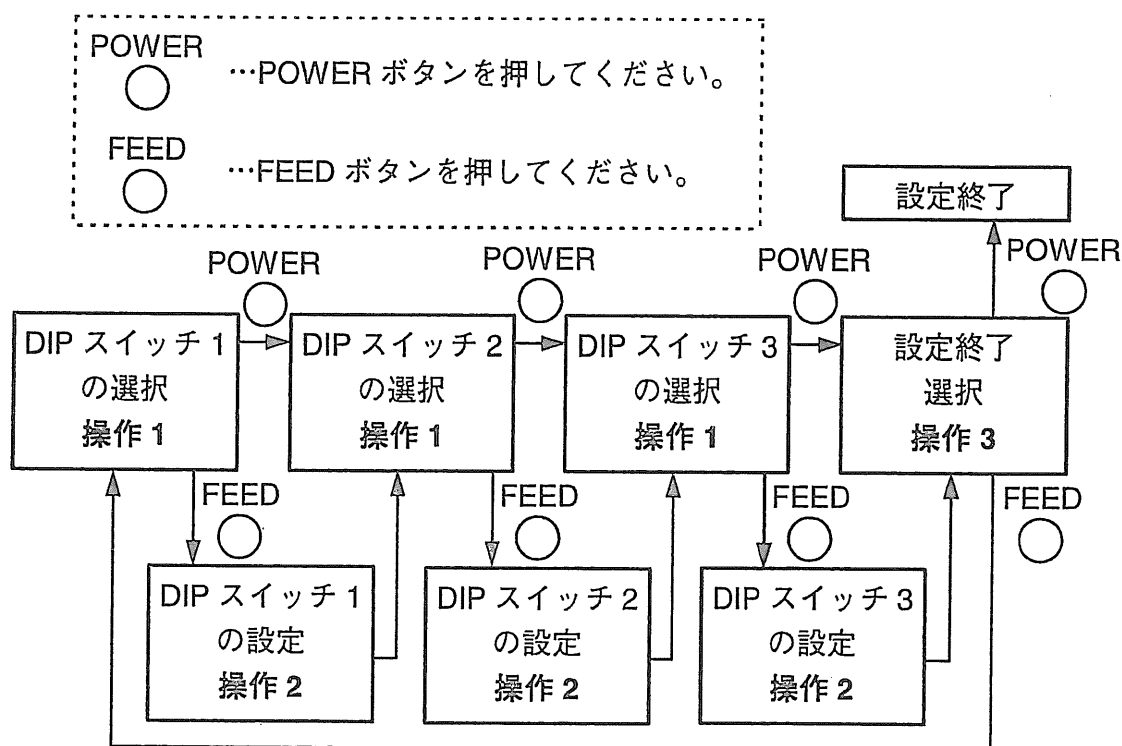 POWER
…POWER ボタンを押してください。
FEED
…FEED ボタンを押してください。
設定終了
POWER
POWER
POWER
POWER
DIP スイッチ 1
の選択
操作 1
DIP スイッチ 2
の選択
操作 1
DIP スイッチ 3
の選択
操作 1
設定終了
選択
操作 3
FEED
FEED
FEED
FEED
DIP スイッチ 1
の設定
操作 2
DIP スイッチ 2
の設定
操作 2
DIP スイッチ 3
の設定
操作 2